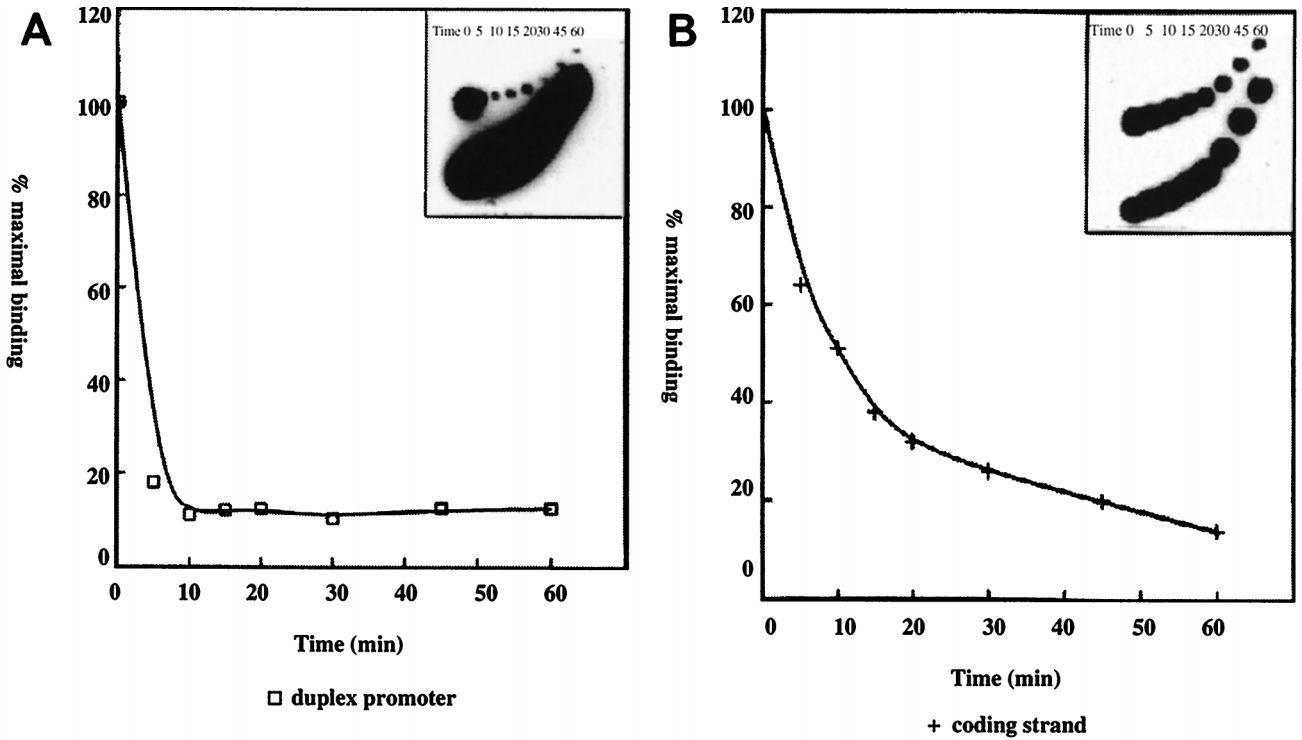 A
120
100
80
60
40
20
0
% maximal binding
Time 0 5 10 15 2030 45 60
0 10 20 30 40 50 60
Time (min)
□ duplex promoter
B
120
100
80
60
40
20
0
% maximal binding
Time 0 5 10 15 2030 45 60
0 10 20 30 40 50 60
Time (min)
+ coding strand